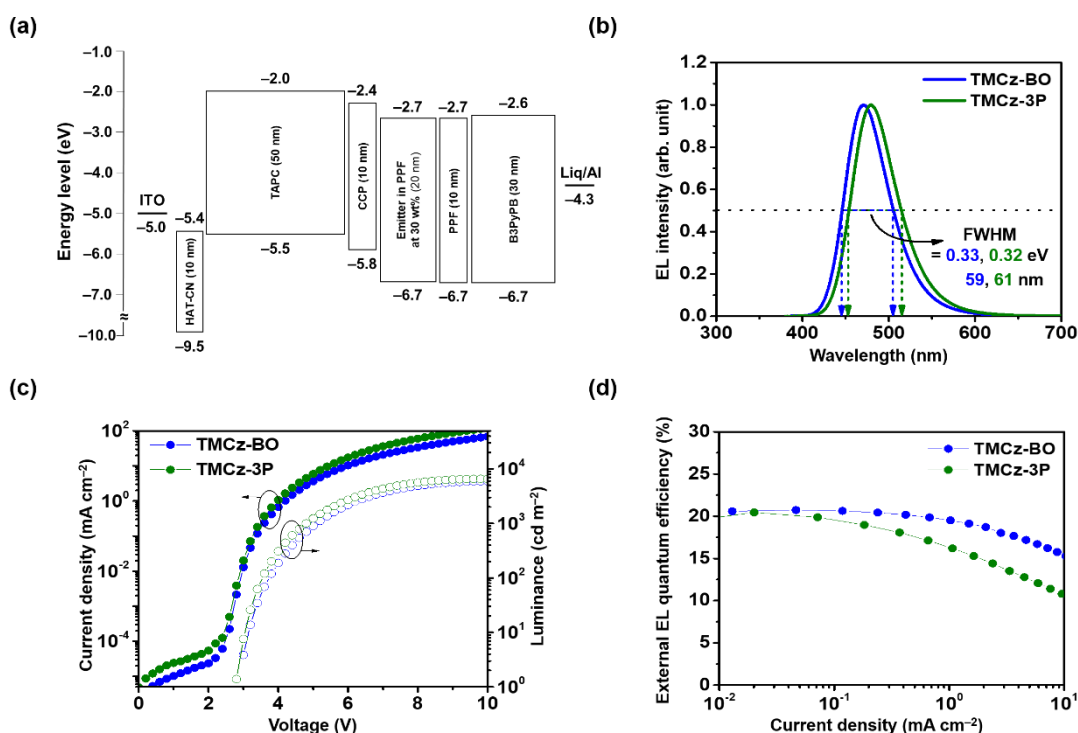 (a)
Energy level (eV)
−1.0
−2.0
−3.0
−4.0
−5.0
−6.0
−7.0
≈
−10.0
ITO
−5.0
−5.4
HAT-CN (10 nm)
−9.5
−2.0
TAPC (50 nm)
−5.5
−2.4
CCP (10 nm)
−5.8
−2.7
Emitter in PPF
at 30 wt% (20 nm)
−6.7
−2.7
PPF (10 nm)
−6.7
−2.6
B3PyPB (30 nm)
−6.7
Liq/Al
−4.3
(b)
EL intensity (arb. unit)
1.2
1.0
0.8
0.6
0.4
0.2
0.0
TMCz-BO
TMCz-3P
FWHM
= 0.33, 0.32 eV
59, 61 nm
300 400 500 600 700
Wavelength (nm)
(c)
Current density (mA cm−2)
10²
10⁰
10⁻²
10⁻⁴
TMCz-BO
TMCz-3P
10⁴
10³
10²
10¹
10⁰
Luminance (cd m−2)
0 2 4 6 8 10
Voltage (V)
(d)
External EL quantum efficiency (%)
30
25
20
15
10
5
0
TMCz-BO
TMCz-3P
10⁻² 10⁻¹ 10⁰ 10¹
Current density (mA cm−2)